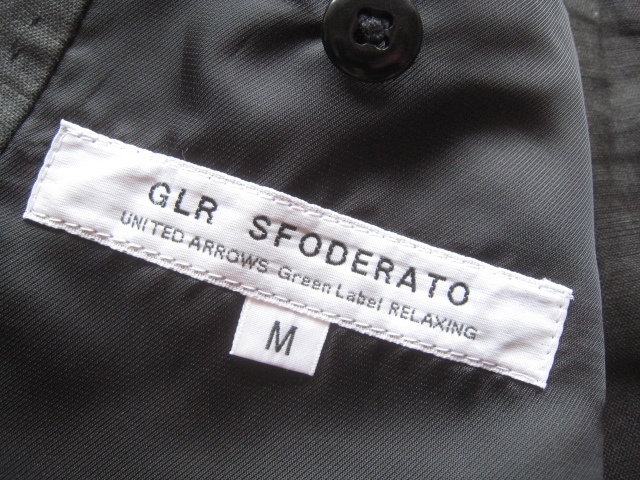 GLR SFODERATO
UNITED ARROWS Green Label RELAXING
M